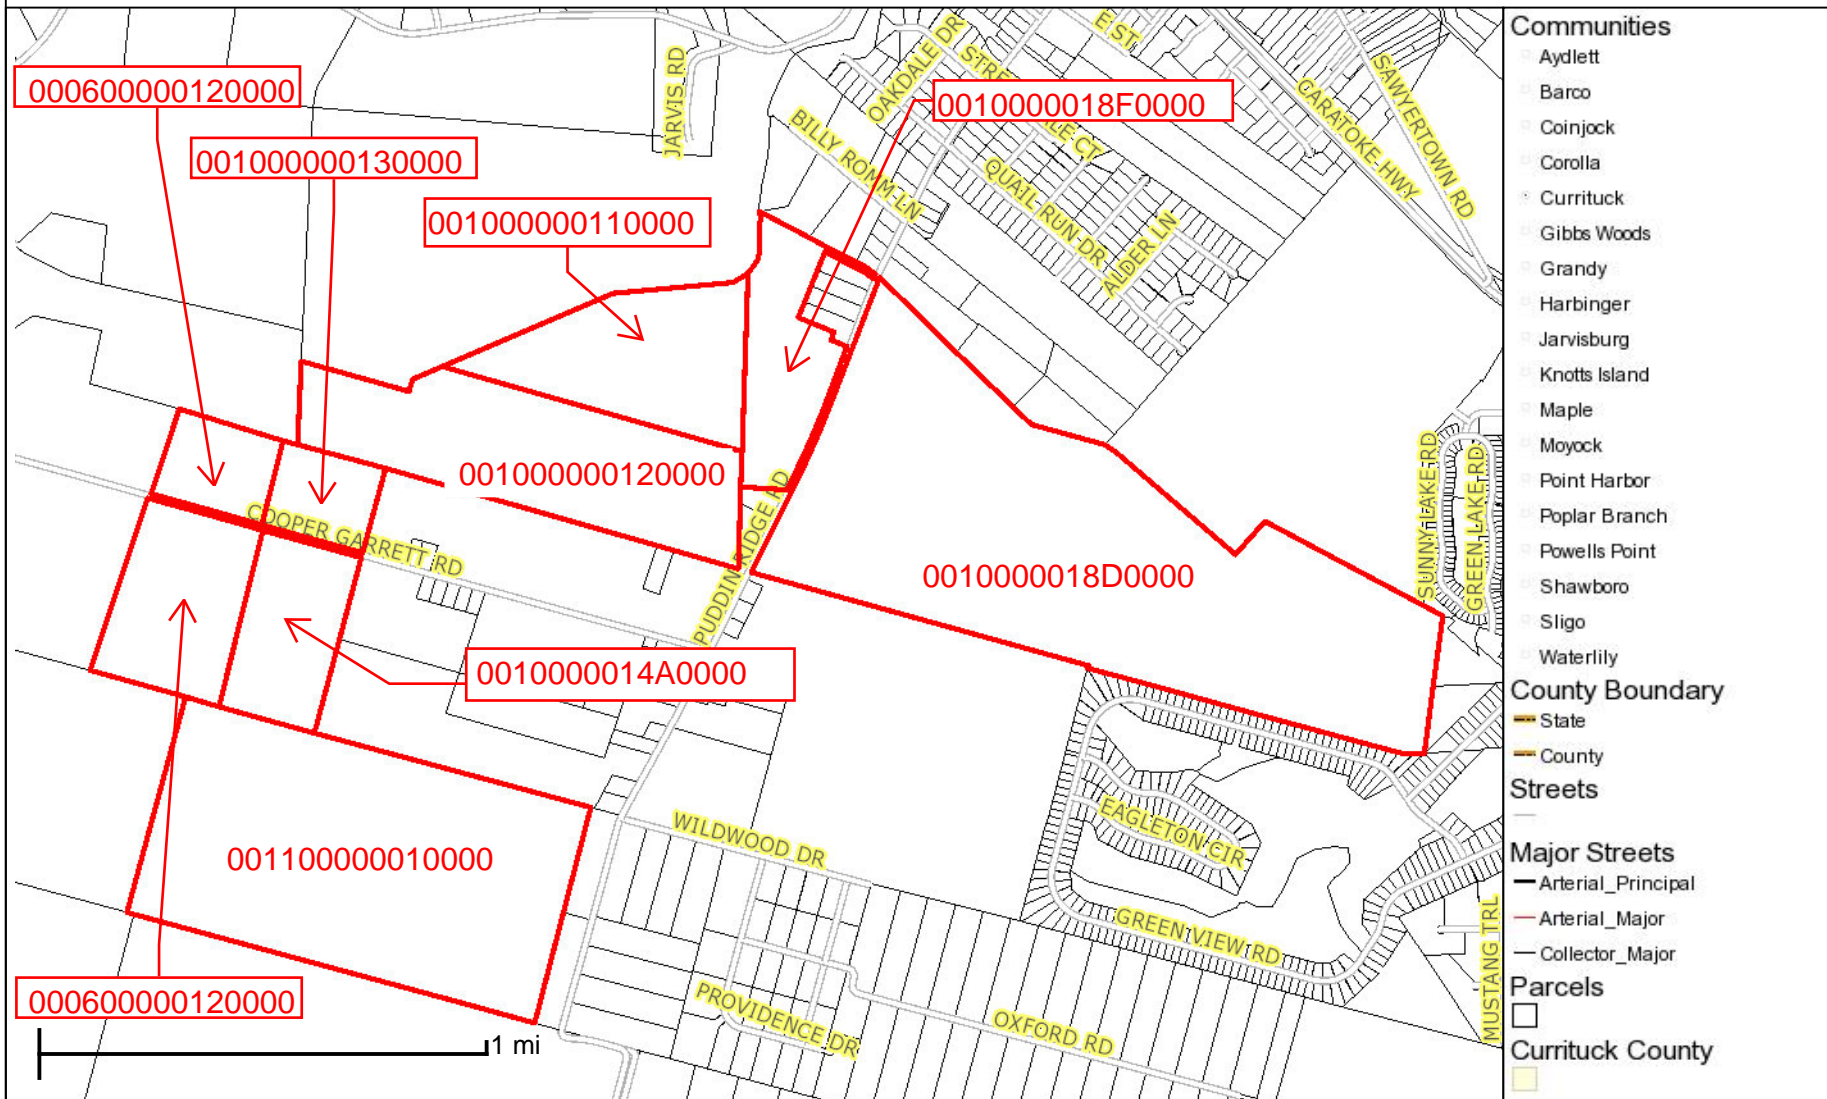 000600000120000
001000000130000
001000000110000
0010000018F0000
001000000120000
0010000018D0000
0010000014A0000
001100000010000
000600000120000
JARVIS RD
OAKDALE DR
E ST
BILLY ROMM LN
QUAIL RUN DR
ALDER LN
CARATOKE HWY
SAWYERTOWN RD
COOPER GARRETT RD
PUDDIN RIDGE RD
SUNNY LAKE RD
GREEN LAKE RD
WILDWOOD DR
EAGLETON CIR
GREEN VIEW RD
PROVIDENCE DR
OXFORD RD
MUSTANG TRL
1 mi
Communities
Aydlett
Barco
Coinjock
Corolla
Currituck
Gibbs Woods
Grandy
Harbinger
Jarvisburg
Knotts Island
Maple
Moyock
Point Harbor
Poplar Branch
Powells Point
Shawboro
Sligo
Waterlily
County Boundary
State
County
Streets
Major Streets
Arterial_Principal
Arterial_Major
Collector_Major
Parcels
Currituck County